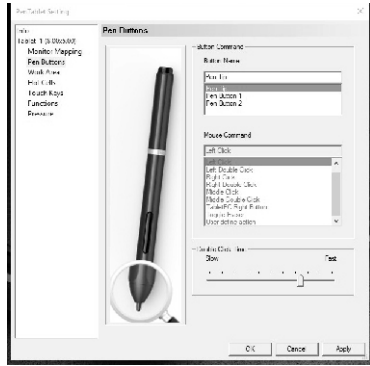 Pen Tablet Setting
Info
Tablet 1
Monitor Mapping
Pen Buttons
Work Area
Hot Cells
Touch Keys
Functions
Pressure
Pen Buttons
Button Command
Button Name
Pen Tip
Pen Tip
Pen Button 1
Pen Button 2
Mouse Command
Left Click
Left Click
Left Double Click
Right Click
Right Double Click
Middle Click
Middle Double Click
TabletPC Right Button
User define action
Double Click Time
Slow
Fast
OK
Cancel
Apply